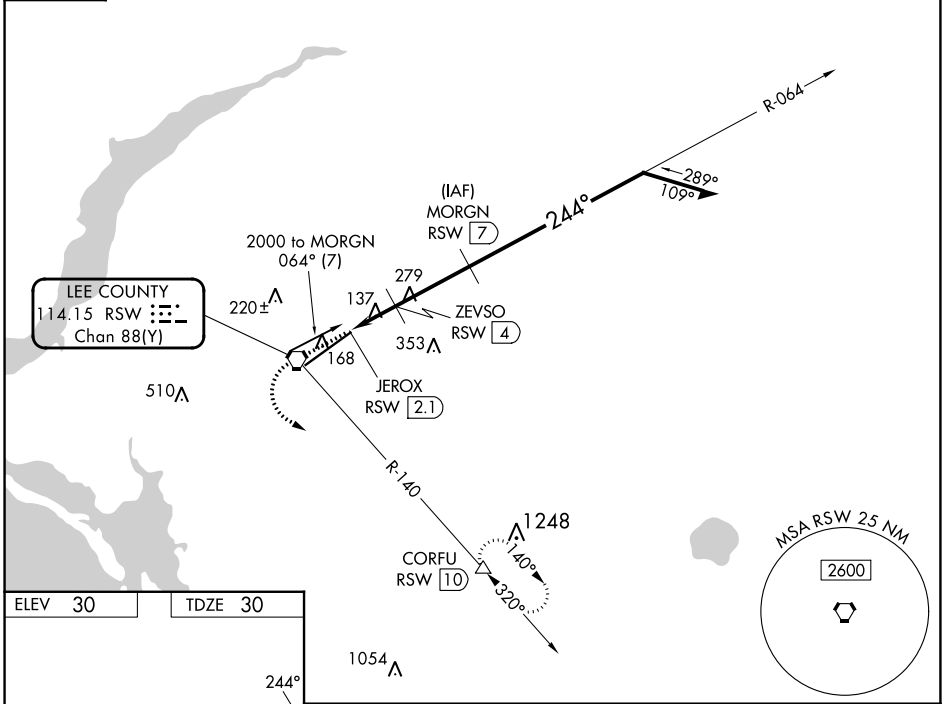 R-064
289°
109°
(IAF)
MORGN
RSW 7
244°
2000 to MORGN
064° (7)
279
LEE COUNTY
114.15 RSW
Chan 88(Y)
220±
137
ZEVSO
RSW 4
353
168
510
JEROX
RSW 2.1
R-140
1248
140°
CORFU
RSW 10
320°
MSA RSW 25 NM
2600
ELEV 30
TDZE 30
1054
244°